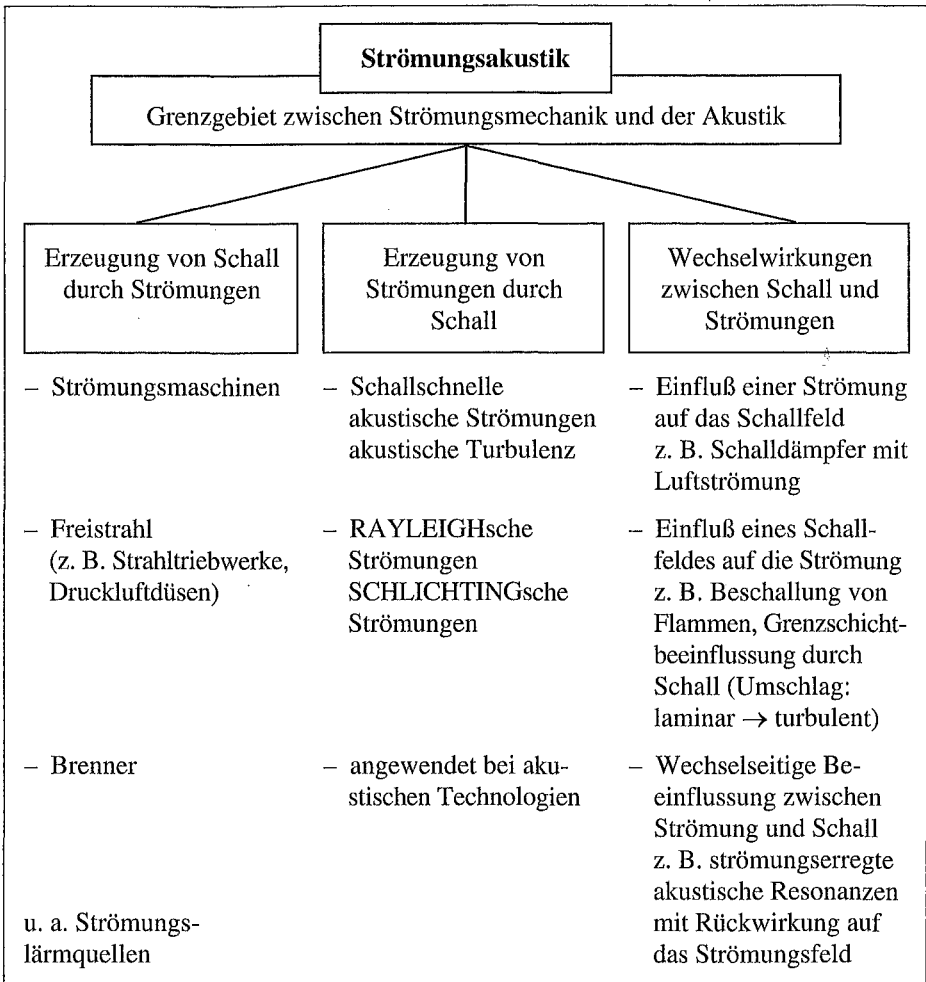 Strömungsakustik
Grenzgebiet zwischen Strömungsmechanik und der Akustik
Erzeugung von Schall
durch Strömungen
Erzeugung von
Strömungen durch
Schall
Wechselwirkungen
zwischen Schall und
Strömungen
– Strömungsmaschinen
– Freistrahl
(z. B. Strahltriebwerke,
Druckluftdüsen)
– Brenner
u. a. Strömungs-
lärmquellen
– Schallschnelle
akustische Strömungen
akustische Turbulenz
– RAYLEIGHsche
Strömungen
SCHLICHTINGsche
Strömungen
– angewendet bei aku-
stischen Technologien
– Einfluß einer Strömung
auf das Schallfeld
z. B. Schalldämpfer mit
Luftströmung
– Einfluß eines Schall-
feldes auf die Strömung
z. B. Beschallung von
Flammen, Grenzschicht-
beeinflussung durch
Schall (Umschlag:
laminar → turbulent)
– Wechselseitige Be-
einflussung zwischen
Strömung und Schall
z. B. strömungserregte
akustische Resonanzen
mit Rückwirkung auf
das Strömungsfeld